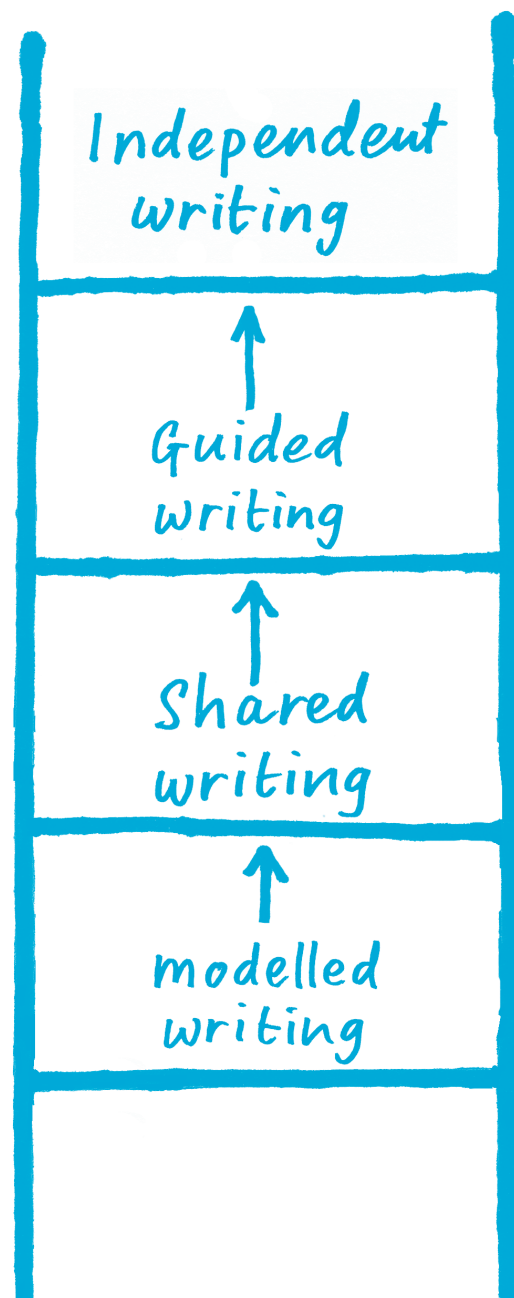 Independent
writing
Guided
writing
Shared
writing
modelled
writing